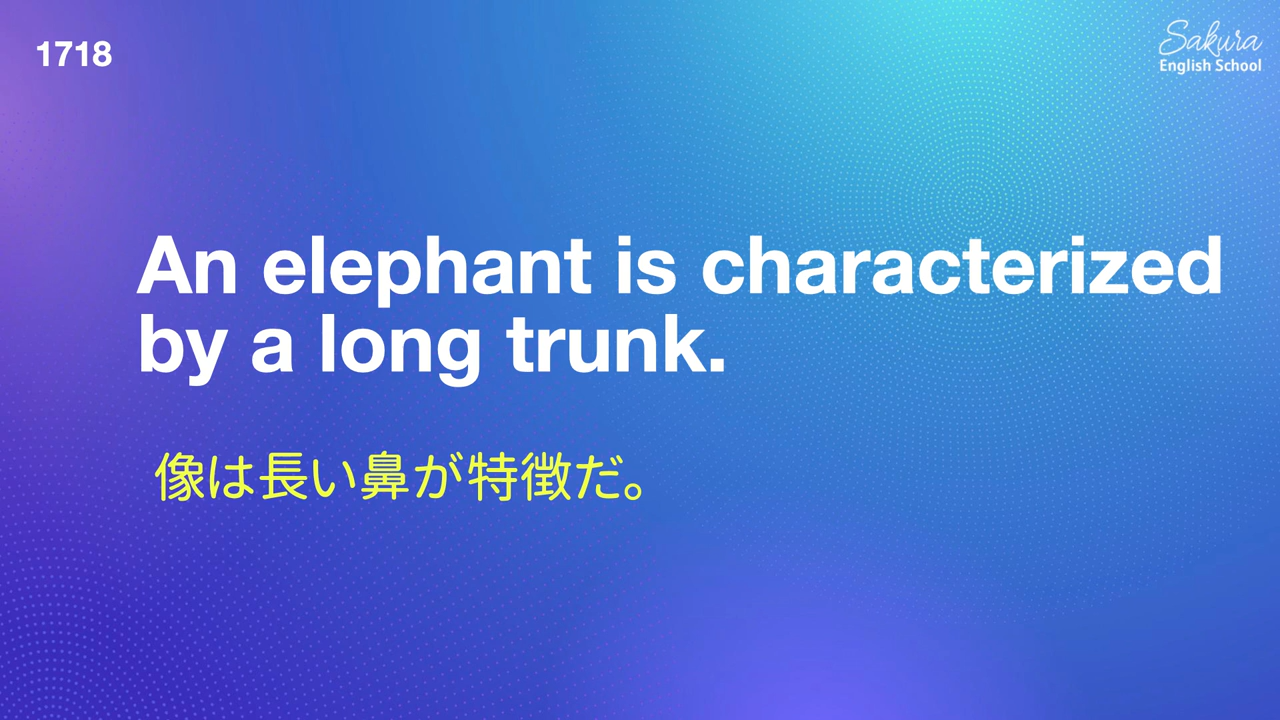 1718
Sakura
English School
An elephant is characterized
by a long trunk.
像は長い鼻が特徴だ。